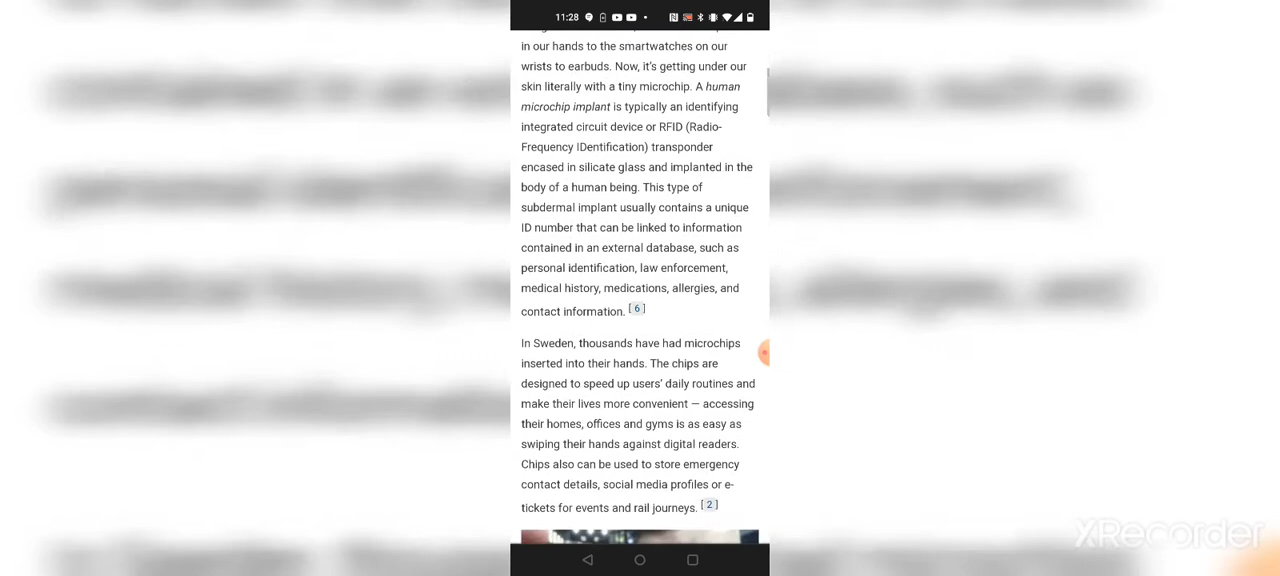 11:28
in our hands to the smartwatches on our
wrists to earbuds. Now, it's getting under our
skin literally with a tiny microchip. A human
microchip implant is typically an identifying
integrated circuit device or RFID (Radio-
Frequency IDentification) transponder
encased in silicate glass and implanted in the
body of a human being. This type of
subdermal implant usually contains a unique
ID number that can be linked to information
contained in an external database, such as
personal identification, law enforcement,
medical history, medications, allergies, and
contact information. [6]
In Sweden, thousands have had microchips
inserted into their hands. The chips are
designed to speed up users' daily routines and
make their lives more convenient — accessing
their homes, offices and gyms is as easy as
swiping their hands against digital readers.
Chips also can be used to store emergency
contact details, social media profiles or e-
tickets for events and rail journeys. [2]
XRecorder